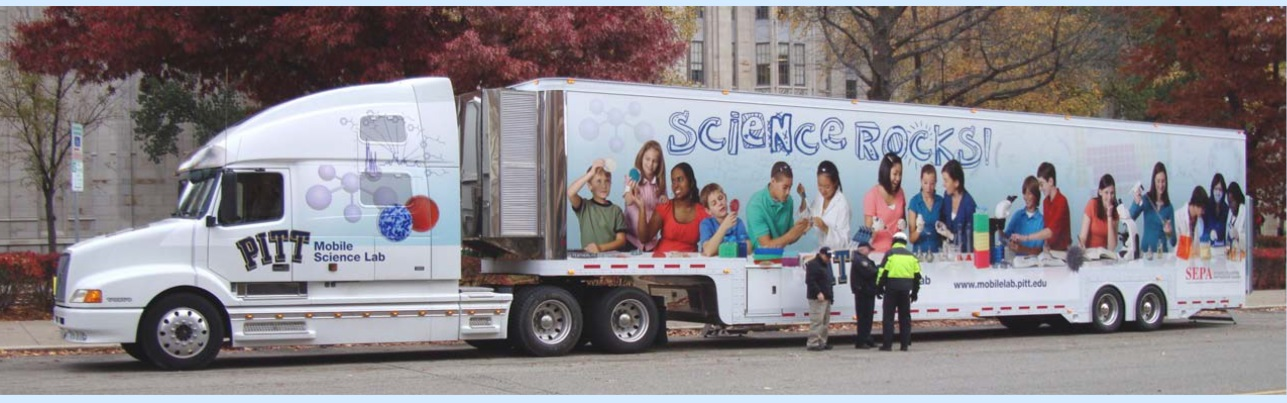 PITT
Mobile
Science Lab
SCIENCE ROCKS!
www.mobilelab.pitt.edu
SEPA